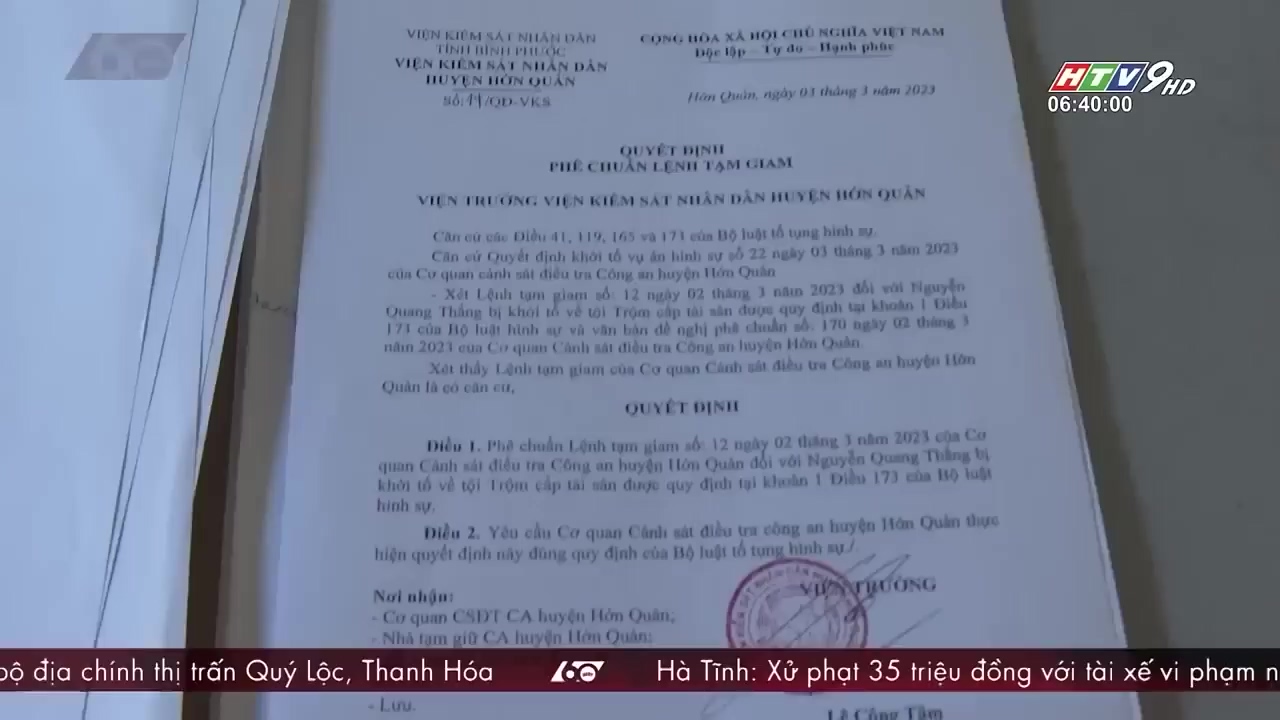 VIỆN KIỂM SÁT NHÂN DÂN
TỈNH BÌNH PHƯỚC
VIỆN KIỂM SÁT NHÂN DÂN
HUYỆN HỚN QUẢN
Số: 14/QĐ-VKS
CỘNG HÒA XÃ HỘI CHỦ NGHĨA VIỆT NAM
Độc lập – Tự do – Hạnh phúc
Hớn Quản, ngày 03 tháng 3 năm 2023
HTV9 HD
06:40:00
QUYẾT ĐỊNH
PHÊ CHUẨN LỆNH TẠM GIAM
VIỆN TRƯỞNG VIỆN KIỂM SÁT NHÂN DÂN HUYỆN HỚN QUẢN
Căn cứ các Điều 41, 119, 165 và 173 của Bộ luật tố tụng hình sự.
Căn cứ Quyết định khởi tố vụ án hình sự số 22 ngày 03 tháng 3 năm 2023
của Cơ quan cảnh sát điều tra Công an huyện Hớn Quản
- Xét Lệnh tạm giam số: 12 ngày 02 tháng 3 năm 2023 đối với Nguyễn
Quang Thắng bị khởi tố về tội Trộm cắp tài sản được quy định tại khoản 1 Điều
173 của Bộ luật hình sự và văn bản đề nghị phê chuẩn số: 170 ngày 02 tháng 3
năm 2023 của Cơ quan Cảnh sát điều tra Công an huyện Hớn Quản.
Xét thấy Lệnh tạm giam của Cơ quan Cảnh sát điều tra Công an huyện Hớn
Quản là có căn cứ,
QUYẾT ĐỊNH
Điều 1. Phê chuẩn Lệnh tạm giam số: 12 ngày 02 tháng 3 năm 2023 của Cơ
quan Cảnh sát điều tra Công an huyện Hớn Quản đối với Nguyễn Quang Thắng bị
khởi tố về tội Trộm cắp tài sản được quy định tại khoản 1 Điều 173 của Bộ luật
hình sự.
Điều 2. Yêu cầu Cơ quan Cảnh sát điều tra công an huyện Hớn Quản thực
hiện quyết định này đúng quy định của Bộ luật tố tụng hình sự./.
Nơi nhận:
- Cơ quan CSĐT CA huyện Hớn Quản;
- Nhà tạm giữ CA huyện Hớn Quản;
VIỆN TRƯỞNG
bộ địa chính thị trấn Quý Lộc, Thanh Hóa
60
Hà Tĩnh: Xử phạt 35 triệu đồng với tài xế vi phạm n
- Lưu.
Lê Công Tâm